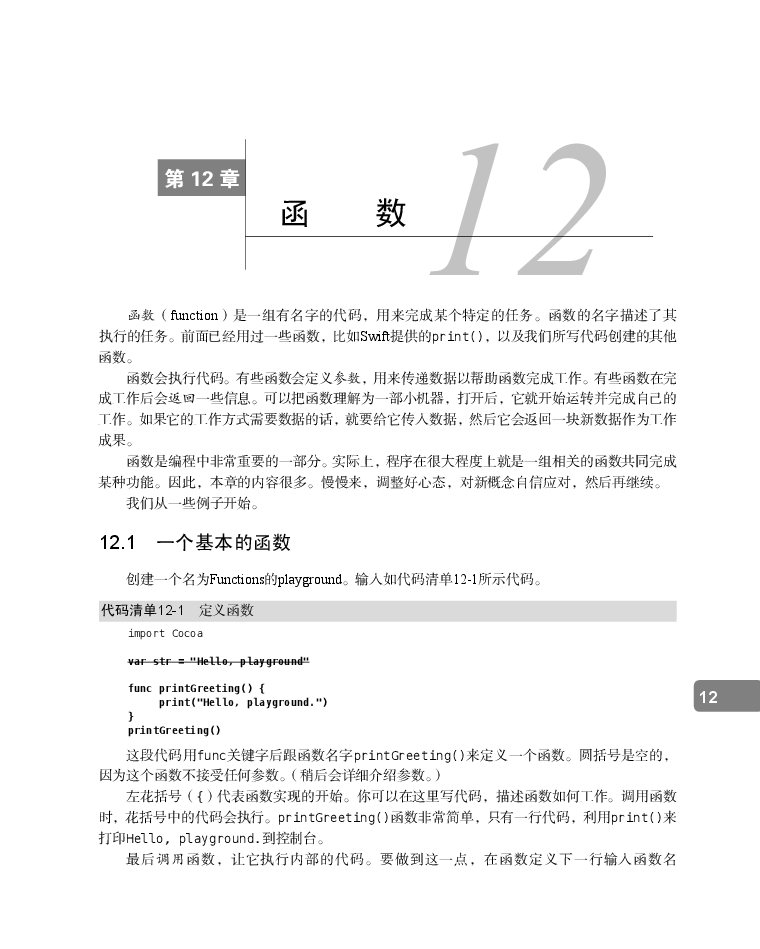 第 12 章
函 数
12
函数（function）是一组有名字的代码，用来完成某个特定的任务。函数的名字描述了其
执行的任务。前面已经用过一些函数，比如Swift提供的print()，以及我们所写代码创建的其他
函数。
函数会执行代码。有些函数会定义参数，用来传递数据以帮助函数完成工作。有些函数在完
成工作后会返回一些信息。可以把函数理解为一部小机器，打开后，它就开始运转并完成自己的
工作。如果它的工作方式需要数据的话，就要给它传入数据，然后它会返回一块新数据作为工作
成果。
函数是编程中非常重要的一部分。实际上，程序在很大程度上就是一组相关的函数共同完成
某种功能。因此，本章的内容很多。慢慢来，调整好心态，对新概念自信应对，然后再继续。
我们从一些例子开始。
12.1 一个基本的函数
创建一个名为Functions的playground。输入如代码清单12-1所示代码。
代码清单12-1 定义函数
import Cocoa
var str = "Hello, playground"
func printGreeting() {
print("Hello, playground.")
}
printGreeting()
12
这段代码用func关键字后跟函数名字printGreeting()来定义一个函数。圆括号是空的，
因为这个函数不接受任何参数。（稍后会详细介绍参数。）
左花括号（{）代表函数实现的开始。你可以在这里写代码，描述函数如何工作。调用函数
时，花括号中的代码会执行。printGreeting()函数非常简单，只有一行代码，利用print()来
打印Hello, playground.到控制台。
最后调用函数，让它执行内部的代码。要做到这一点，在函数定义下一行输入函数名